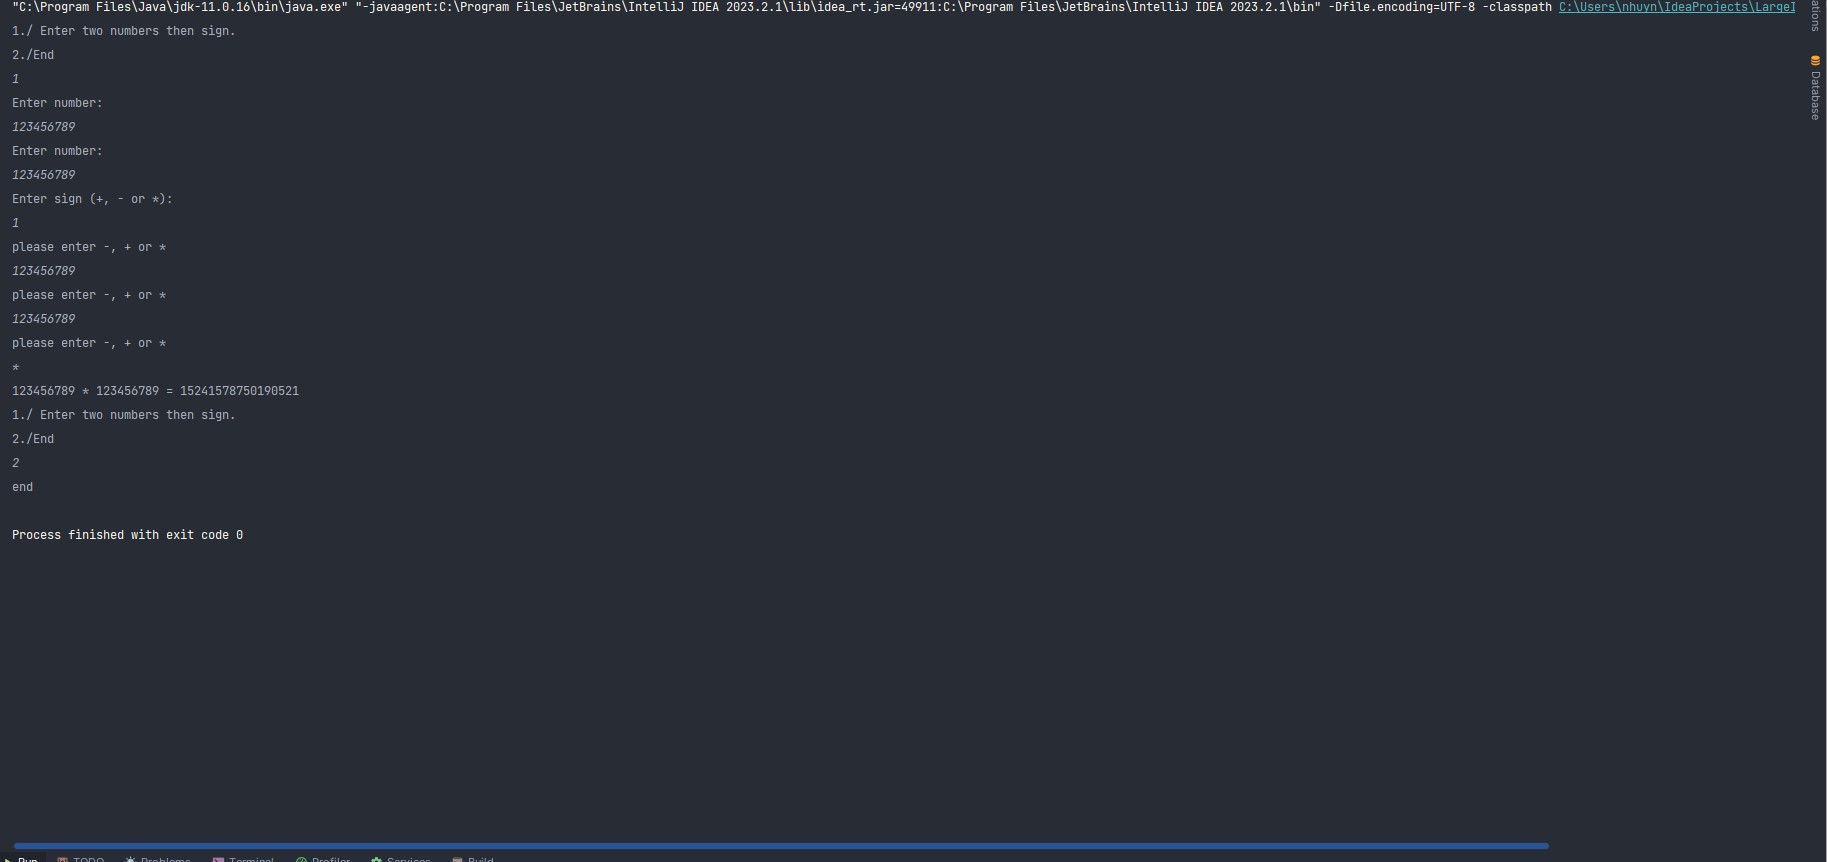 "C:\Program Files\Java\jdk-11.0.16\bin\java.exe" "-javaagent:C:\Program Files\JetBrains\IntelliJ IDEA 2023.2.1\lib\idea_rt.jar=49911:C:\Program Files\JetBrains\IntelliJ IDEA 2023.2.1\bin" -Dfile.encoding=UTF-8 -classpath C:\Users\nhuyn\IdeaProjects\LargeI
1./ Enter two numbers then sign.
2./End
1
Enter number:
123456789
Enter number:
123456789
Enter sign (+, - or *):
1
please enter -, + or *
123456789
please enter -, + or *
123456789
please enter -, + or *
*
123456789 * 123456789 = 15241578750190521
1./ Enter two numbers then sign.
2./End
2
end
Process finished with exit code 0
ations
Database
Run TODO Problems Terminal Profiler Services Build